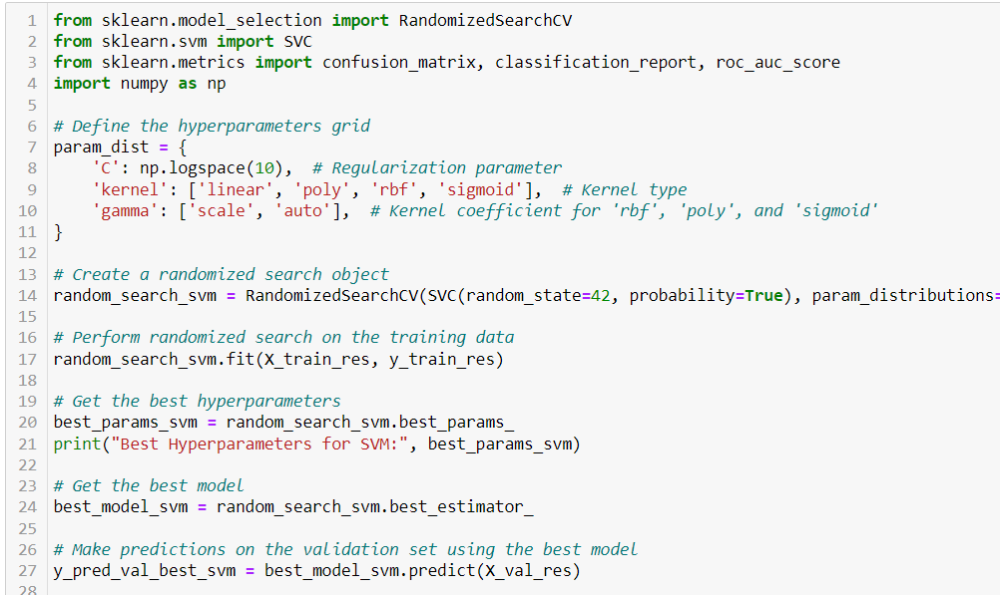 1 from sklearn.model_selection import RandomizedSearchCV
2 from sklearn.svm import SVC
3 from sklearn.metrics import confusion_matrix, classification_report, roc_auc_score
4 import numpy as np
5
6 # Define the hyperparameters grid
7 param_dist = {
8     'C': np.logspace(10),  # Regularization parameter
9     'kernel': ['linear', 'poly', 'rbf', 'sigmoid'],  # Kernel type
10     'gamma': ['scale', 'auto'],  # Kernel coefficient for 'rbf', 'poly', and 'sigmoid'
11 }
12
13 # Create a randomized search object
14 random_search_svm = RandomizedSearchCV(SVC(random_state=42, probability=True), param_distributions=
15
16 # Perform randomized search on the training data
17 random_search_svm.fit(X_train_res, y_train_res)
18
19 # Get the best hyperparameters
20 best_params_svm = random_search_svm.best_params_
21 print("Best Hyperparameters for SVM:", best_params_svm)
22
23 # Get the best model
24 best_model_svm = random_search_svm.best_estimator_
25
26 # Make predictions on the validation set using the best model
27 y_pred_val_best_svm = best_model_svm.predict(X_val_res)
28